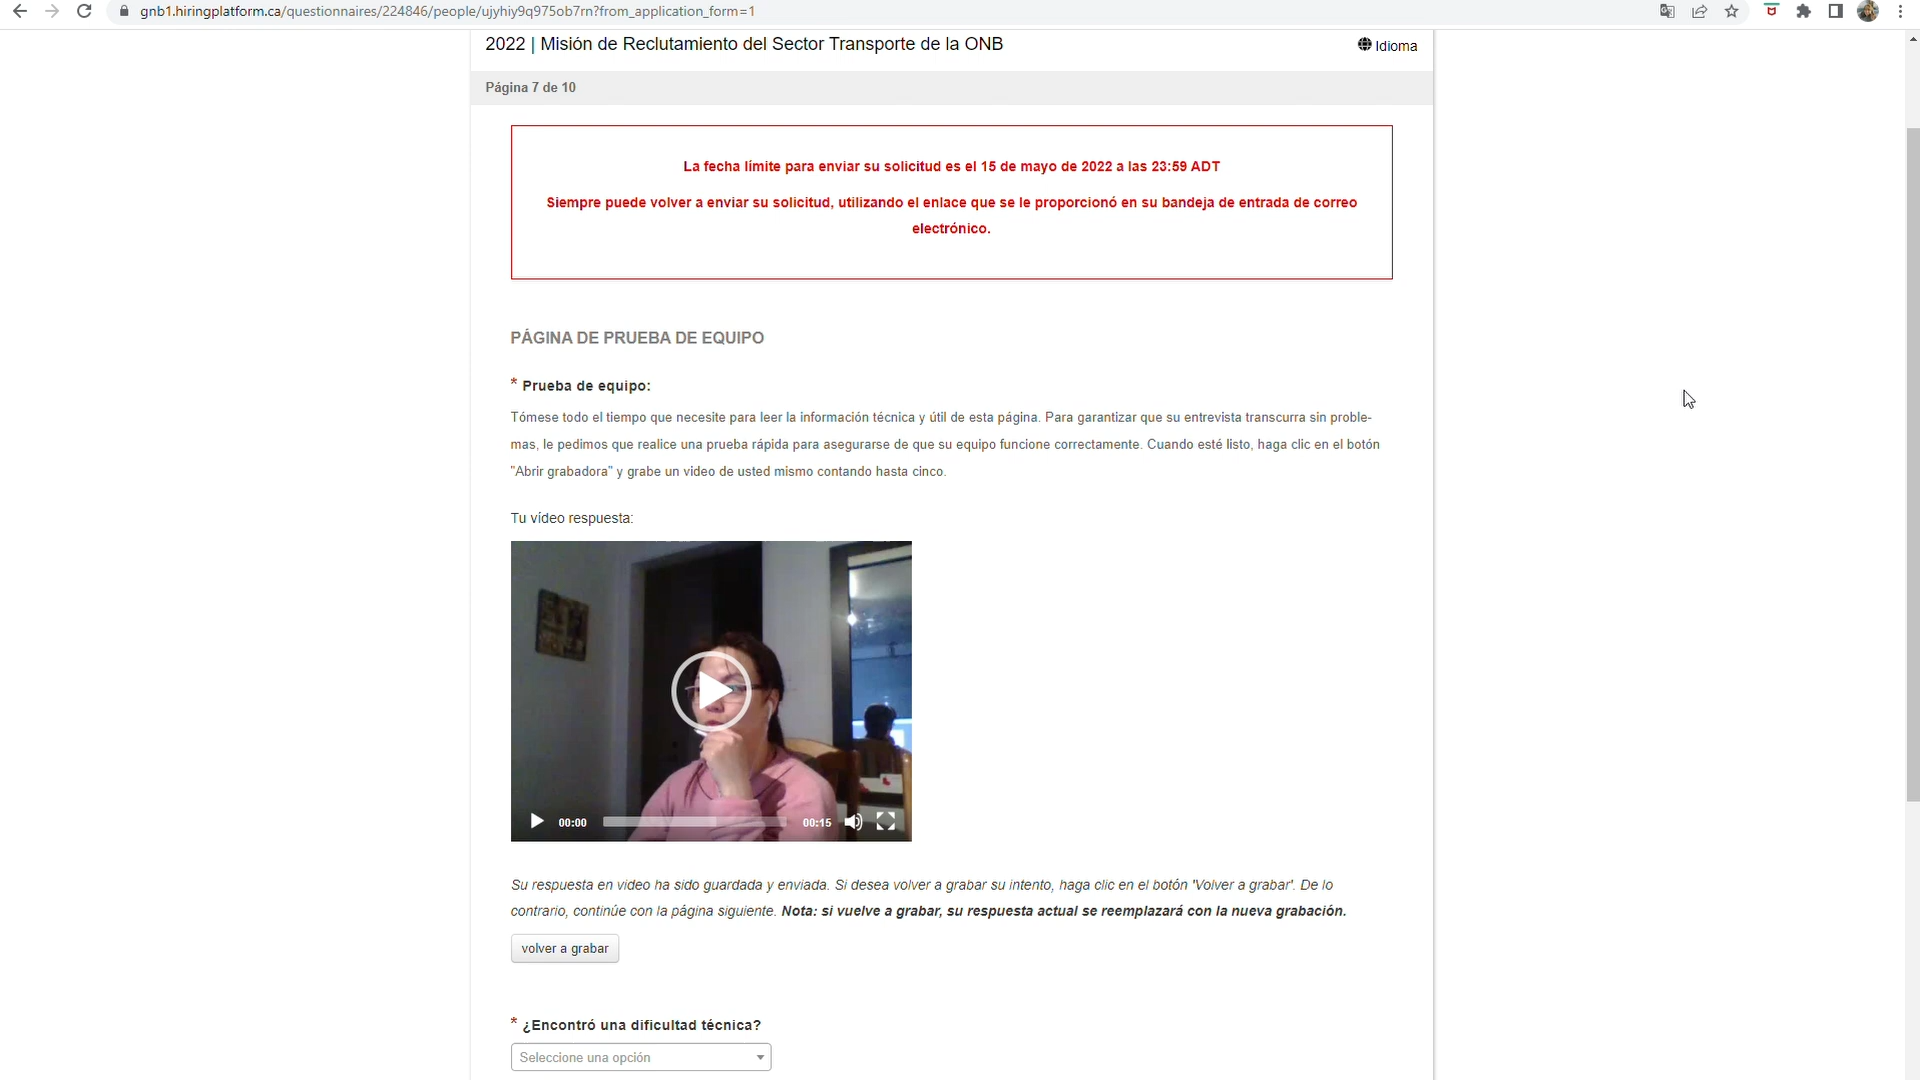 gnb1.hiringplatform.ca/questionnaires/224846/people/ujyhiy9q975ob7rn?from_application_form=1
2022 | Misión de Reclutamiento del Sector Transporte de la ONB
Idioma
Página 7 de 10
La fecha límite para enviar su solicitud es el 15 de mayo de 2022 a las 23:59 ADT
Siempre puede volver a enviar su solicitud, utilizando el enlace que se le proporcionó en su bandeja de entrada de correo
electrónico.
PÁGINA DE PRUEBA DE EQUIPO
* Prueba de equipo:
Tómese todo el tiempo que necesite para leer la información técnica y útil de esta página. Para garantizar que su entrevista transcurra sin proble-
mas, le pedimos que realice una prueba rápida para asegurarse de que su equipo funcione correctamente. Cuando esté listo, haga clic en el botón
"Abrir grabadora" y grabe un video de usted mismo contando hasta cinco.
Tu vídeo respuesta:
00:00
00:15
Su respuesta en video ha sido guardada y enviada. Si desea volver a grabar su intento, haga clic en el botón 'Volver a grabar'. De lo
contrario, continúe con la página siguiente. Nota: si vuelve a grabar, su respuesta actual se reemplazará con la nueva grabación.
volver a grabar
* ¿Encontró una dificultad técnica?
Seleccione una opción